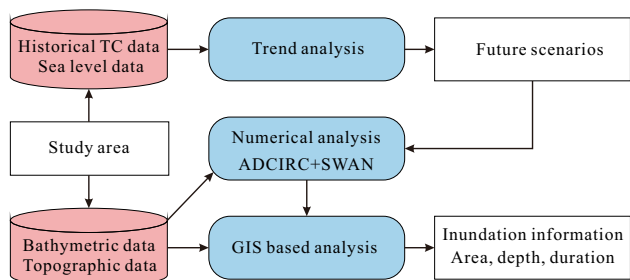 Historical TC data
Sea level data
Trend analysis
Future scenarios
Study area
Numerical analysis
ADCIRC+SWAN
Bathymetric data
Topographic data
GIS based analysis
Inundation information
Area, depth, duration